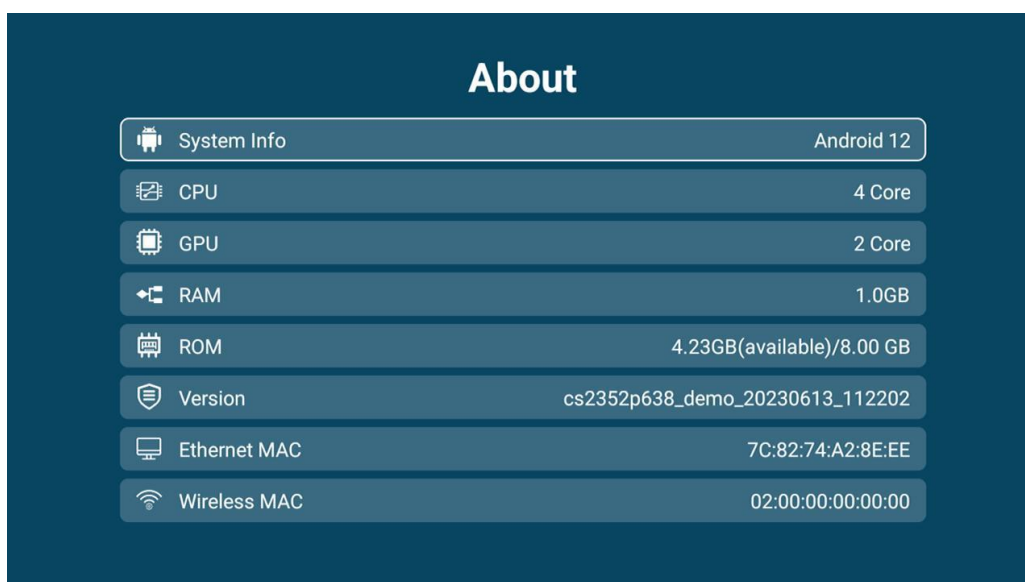 About
System Info Android 12
CPU 4 Core
GPU 2 Core
RAM 1.0GB
ROM 4.23GB(available)/8.00 GB
Version cs2352p638_demo_20230613_112202
Ethernet MAC 7C:82:74:A2:8E:EE
Wireless MAC 02:00:00:00:00:00